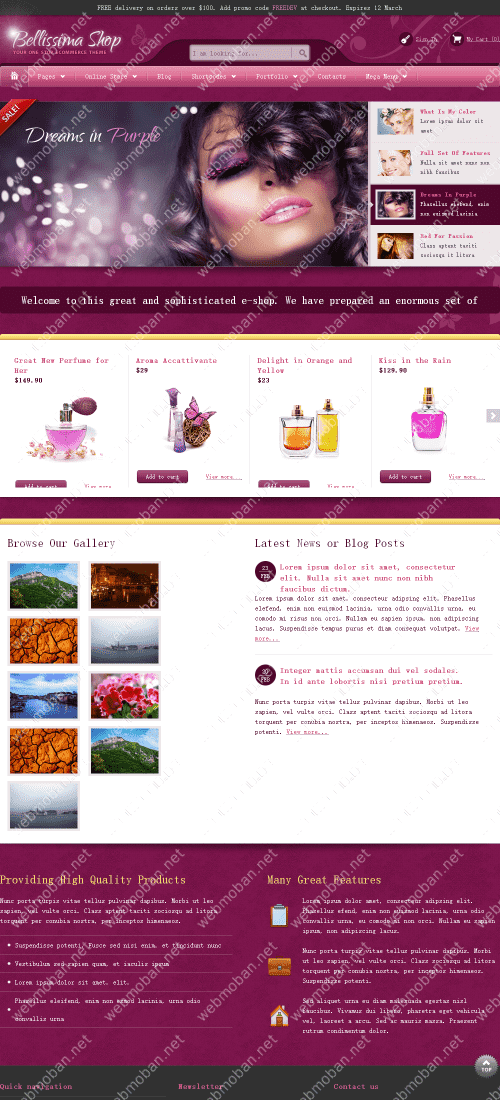 FREE delivery on orders over $100. Add promo code FREEDEV at checkout. Expires 12 March
Bellissima Shop
YOUR ONE STOP ECOMMERCE THEME
I am looking for...
Sign In
My Cart (0)
Pages
Online Store
Blog
Shortcodes
Portfolio
Contacts
Mega Menu
SALE!
Dreams in Purple
What Is My Color
Lorem ipsum dolor sit
amet
Full Set Of Features
Nulla sit amet nunc non
nibh faucibus
Dreams In Purple
Phasellus eleifend, enim
non euismod lacinia
Red For Passion
Class aptent taciti
sociosqu it litora
Welcome to this great and sophisticated e-shop. We have prepared an enormous set of
Great New Perfume for
Her
$149.90
Add to cart
View more...
Aroma Accattivante
$29
Add to cart
View more...
Delight in Orange and
Yellow
$23
Add to cart
View more...
Kiss in the Rain
$129.90
Add to cart
View more...
Browse Our Gallery
Latest News or Blog Posts
23
FEB
Lorem ipsum dolor sit amet, consectetur
elit. Nulla sit amet nunc non nibh
faucibus dictum.
Lorem ipsum dolor sit amet, consecteur adipsing elit. Phasellus
elefend, enim non euismod lacinia, urna odio convallis urna, eu
comodo mi risus non orci. Nullam eu sapien ipsum, non adipiscing
lacus. Suspendisse tempus purus et diam consequat volutpat. View
more...
20
FEB
Integer mattis accumsan dui vel sodales.
In id ante lobortis nisi pretium pretium.
Nunc porta turpis vitae tellus pulvinar dapibus. Morbi ut leo
sapien, vel vulte orci. Class aptent taciti sociosqu ad litora
torquent per conubia nostra, per inceptos himenaeos. Suspendisse
potenti. View more...
Providing High Quality Products
Nunc porta turpis vitae tellus pulvinar dapibus. Morbi ut leo
sapien, vel vulte orci. Class aptent taciti sociosqu ad litora
torquent per conubia nostra, per inceptos himenaeos.
Suspendisse potenti. Fusce sed nisi enim, et tincidunt nunc
Vestibulum sed sapien quam, et iaculis ipsum
Lorem ipsum dolor sit amet, elit.
Phasellus eleifend, enim non esmod lacinia, urna odio
convallis urna
Many Great Features
Lorem ipsum dolor amet, consecteur adipsing elit.
Phasellus efend, enim non euismod lacinia, urna odio
convallis urna, eu comodo non orci. Nullam eu sapien
ipsum, non adipiscing lacus.
Nunc porta turpis vitae tellus pulvinar dapibus. Morbi ut leo
sapien, vel vulte orci. Class aptent taciti sociosqu ad litora
torquent per conubia nostra, per inceptos himenaeos.
Suspendisse potenti.
Sed aliquet urna eu diam malesuada egestas nisl
faucibus. Vivamus dui libero, pharetra eget vehicula
vel, laoreet a arcu. Sed ac mauris massa. Praesent
rutrum condimentum dolor.
TOP
Quick navigation
Newsletter
Contact us
webmoban.net